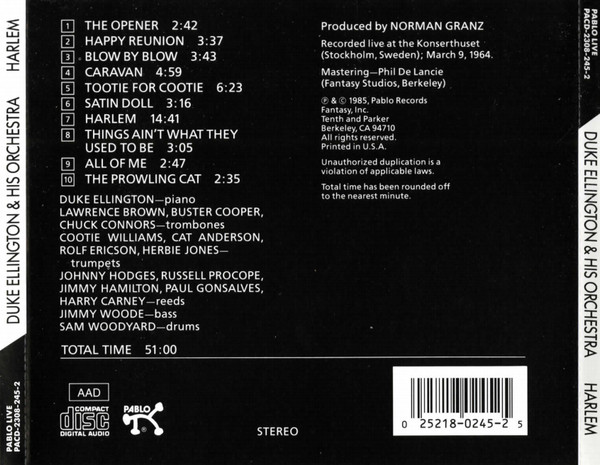 DUKE ELLINGTON & HIS ORCHESTRA HARLEM
PABLO LIVE
PACD-2308-245-2
1 THE OPENER 2:42
2 HAPPY REUNION 3:37
3 BLOW BY BLOW 3:43
4 CARAVAN 4:59
5 TOOTIE FOR COOTIE 6:23
6 SATIN DOLL 3:16
7 HARLEM 14:41
8 THINGS AIN'T WHAT THEY
USED TO BE 3:05
9 ALL OF ME 2:47
10 THE PROWLING CAT 2:35
DUKE ELLINGTON—piano
LAWRENCE BROWN, BUSTER COOPER,
CHUCK CONNORS—trombones
COOTIE WILLIAMS, CAT ANDERSON,
ROLF ERICSON, HERBIE JONES—
trumpets
JOHNNY HODGES, RUSSELL PROCOPE,
JIMMY HAMILTON, PAUL GONSALVES,
HARRY CARNEY—reeds
JIMMY WOODE—bass
SAM WOODYARD—drums
TOTAL TIME 51:00
AAD
COMPACT
disc
DIGITAL AUDIO
PABLO
STEREO
Produced by NORMAN GRANZ
Recorded live at the Konserthuset
(Stockholm, Sweden); March 9, 1964.
Mastering—Phil De Lancie
(Fantasy Studios, Berkeley)
℗ & © 1985, Pablo Records
Fantasy, Inc.
Tenth and Parker
Berkeley, CA 94710
All rights reserved.
Printed in U.S.A.
Unauthorized duplication is a
violation of applicable laws.
Total time has been rounded off
to the nearest minute.
0 25218-0245-2 5
PABLO LIVE
PACD-2308-245-2
DUKE ELLINGTON & HIS ORCHESTRA HARLEM